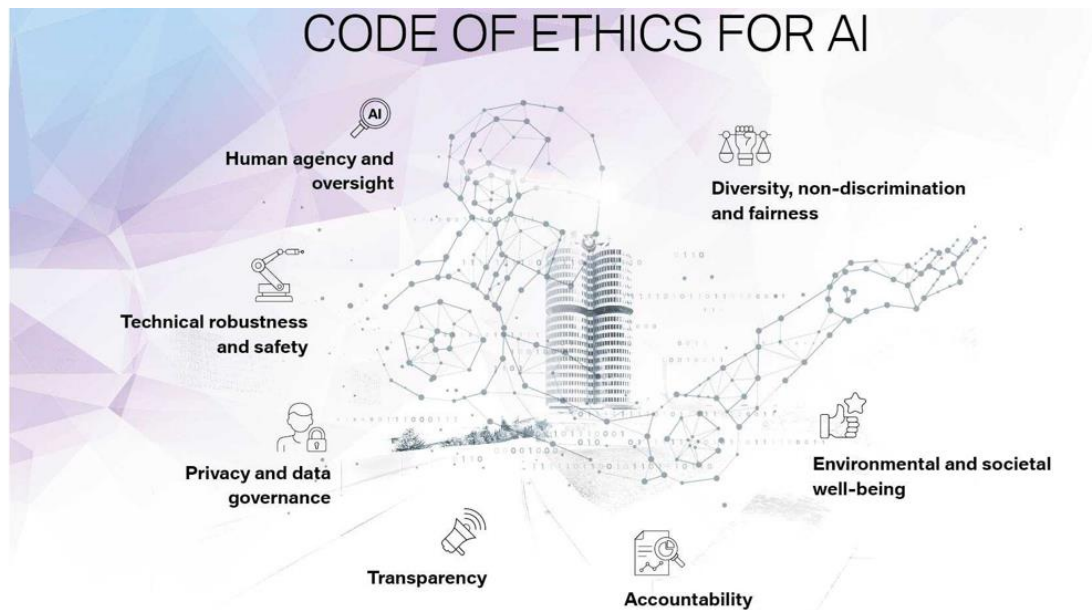 CODE OF ETHICS FOR AI
AI
Human agency and
oversight
Diversity, non-discrimination
and fairness
Technical robustness
and safety
Privacy and data
governance
Environmental and societal
well-being
Transparency
Accountability